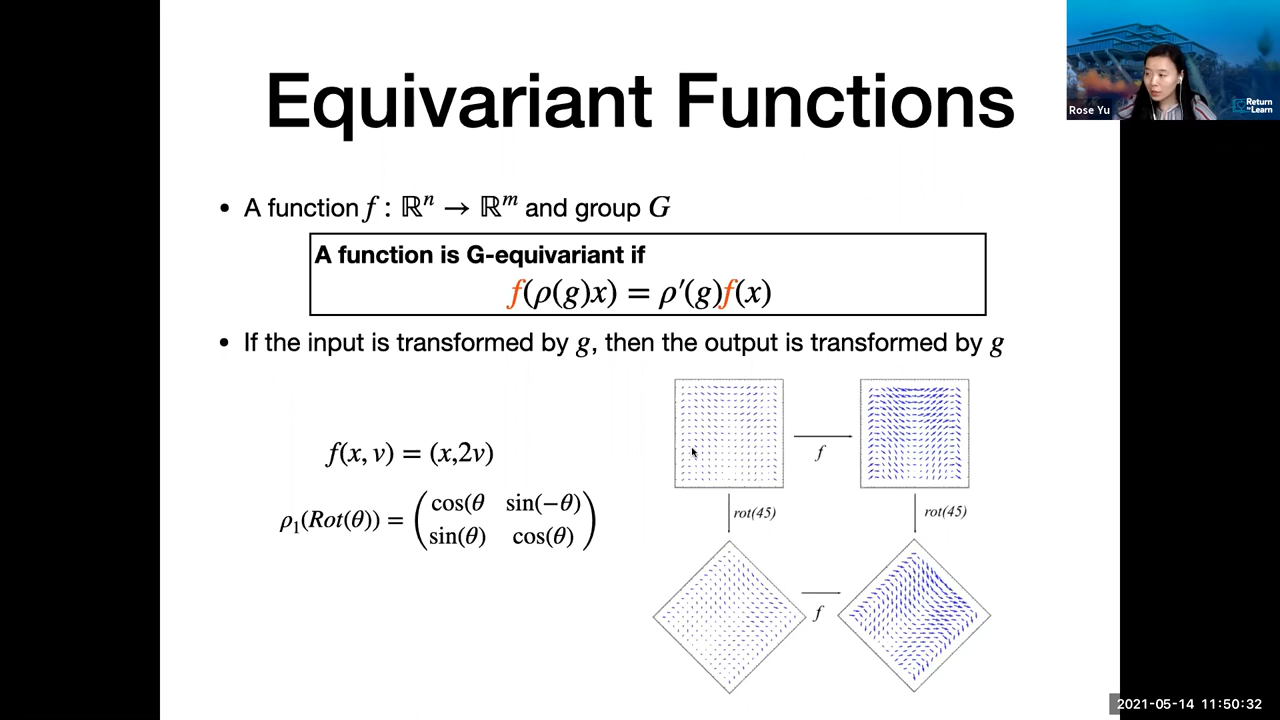 Equivariant Functions
Rose Yu
Return
to Learn
• A function f : ℝⁿ → ℝᵐ and group G
A function is G-equivariant if
f(ρ(g)x) = ρ′(g)f(x)
• If the input is transformed by g, then the output is transformed by g
f(x, v) = (x,2v)
ρ₁(Rot(θ)) = (cos(θ sin(−θ)
sin(θ) cos(θ))
f
rot(45)
rot(45)
f
2021-05-14 11:50:32